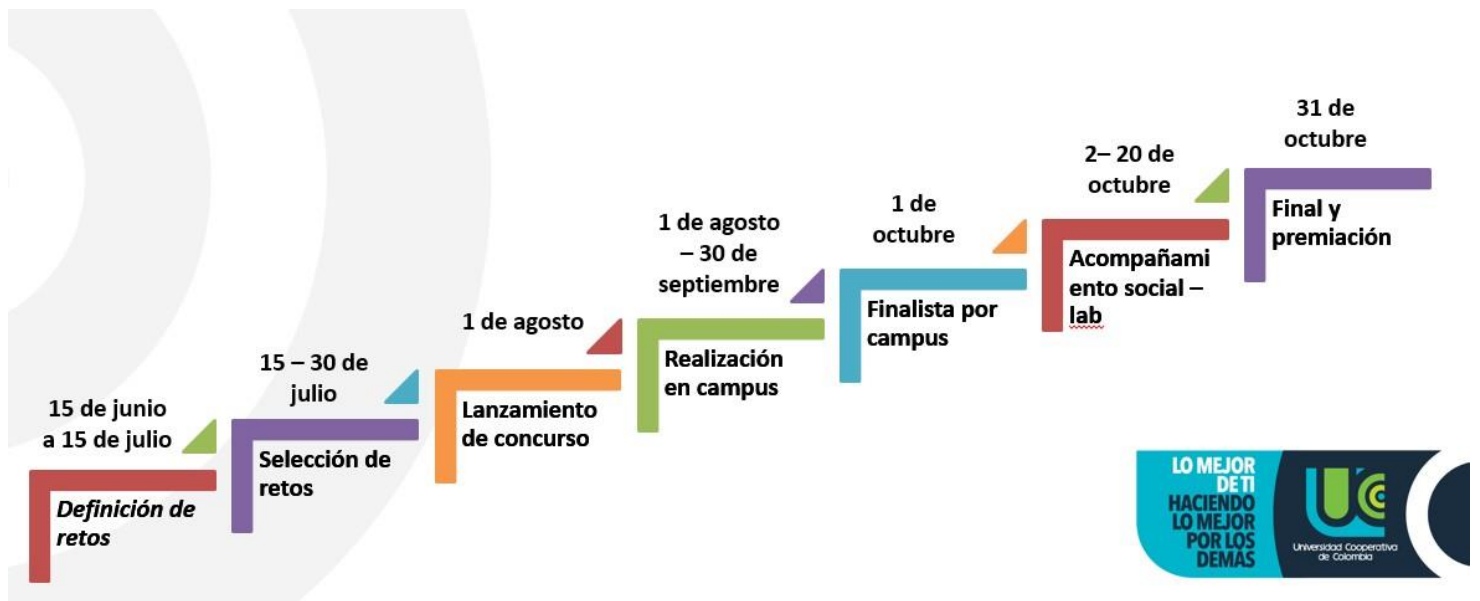 15 de junio
a 15 de julio
Definición de
retos
15 – 30 de
julio
Selección de
retos
1 de agosto
Lanzamiento
de concurso
1 de agosto
– 30 de
septiembre
Realización
en campus
1 de
octubre
Finalista por
campus
2– 20 de
octubre
Acompañami
ento social –
lab
31 de
octubre
Final y
premiación
LO MEJOR
DE TI
HACIENDO
LO MEJOR
POR LOS
DEMÁS
Universidad Cooperativa
de Colombia